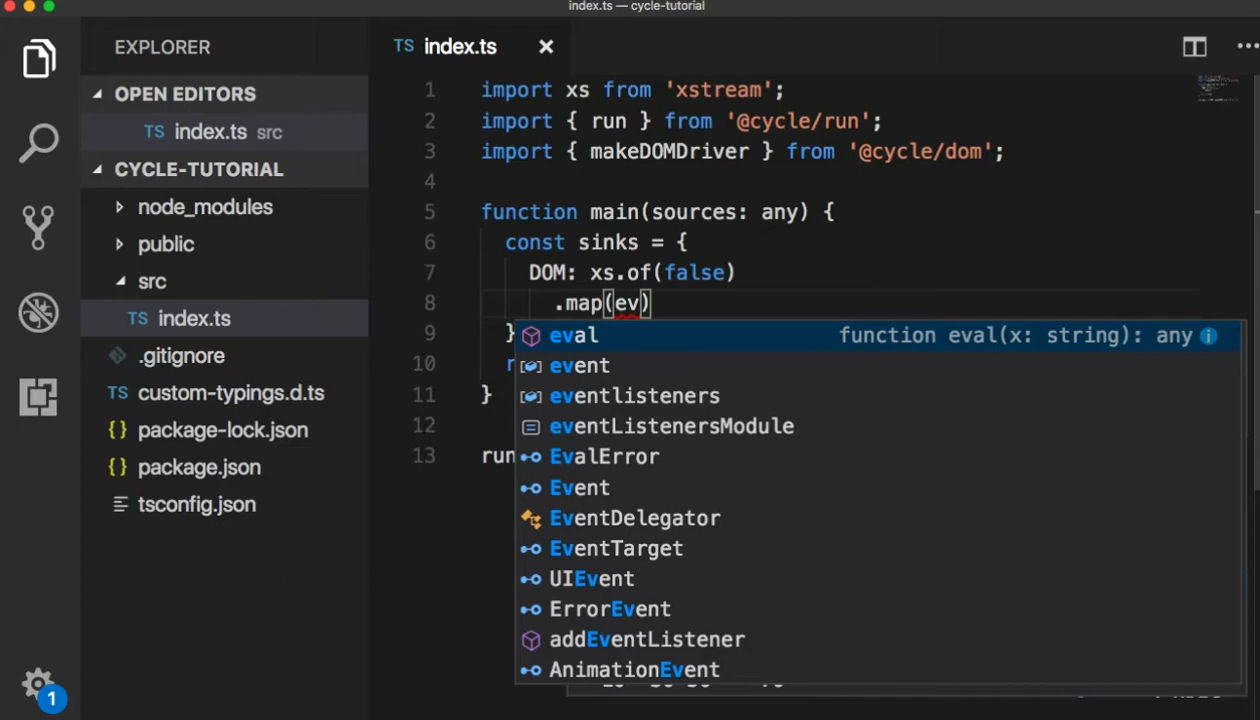 index.ts — cycle-tutorial
EXPLORER
OPEN EDITORS
TS index.ts src
CYCLE-TUTORIAL
node_modules
public
src
TS index.ts
.gitignore
TS custom-typings.d.ts
{} package-lock.json
{} package.json
tsconfig.json
1
TS index.ts
1 import xs from 'xstream';
2 import { run } from '@cycle/run';
3 import { makeDOMDriver } from '@cycle/dom';
4
5 function main(sources: any) {
6 const sinks = {
7 DOM: xs.of(false)
8 .map(ev)
9 }
10 r
11 }
12
13 run
eval function eval(x: string): any
event
eventlisteners
eventListenersModule
EvalError
Event
EventDelegator
EventTarget
UIEvent
ErrorEvent
addEventListener
AnimationEvent